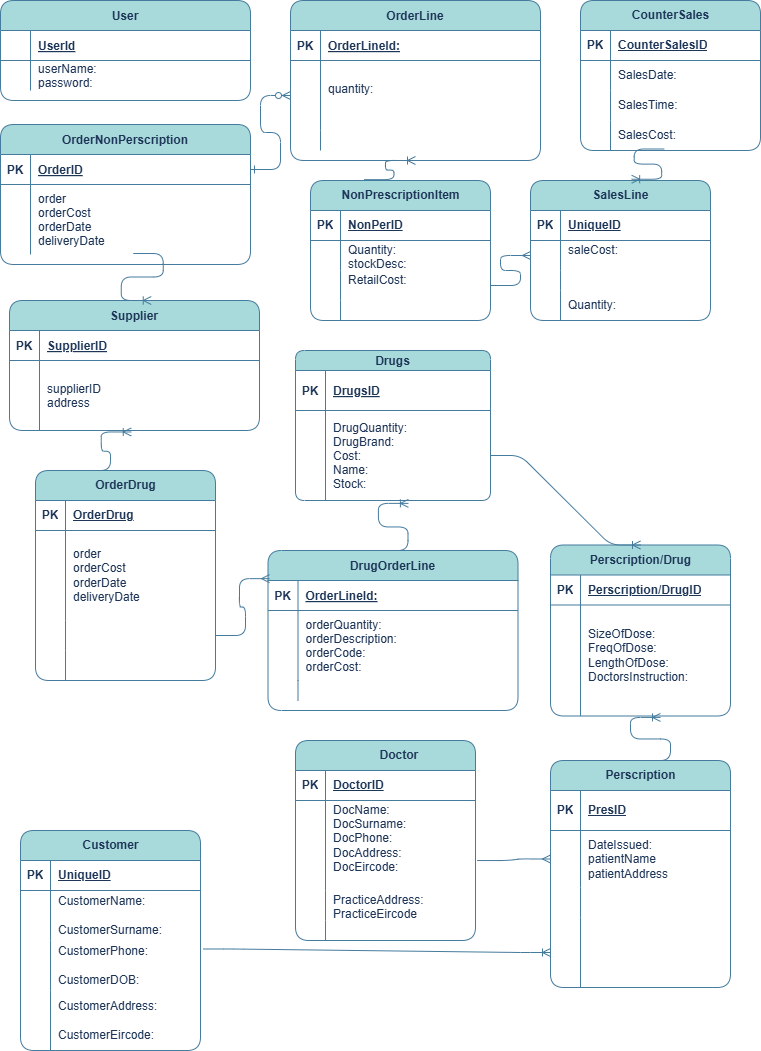 User
UserId
userName:
password:
OrderLine
PK OrderLineId:
quantity:
CounterSales
PK CounterSalesID
SalesDate:
SalesTime:
SalesCost:
OrderNonPerscription
PK OrderID
order
orderCost
orderDate
deliveryDate
NonPrescriptionItem
PK NonPerID
Quantity:
stockDesc:
RetailCost:
SalesLine
PK UniqueID
saleCost:
Quantity:
Supplier
PK SupplierID
supplierID
address
Drugs
PK DrugsID
DrugQuantity:
DrugBrand:
Cost:
Name:
Stock:
OrderDrug
PK OrderDrug
order
orderCost
orderDate
deliveryDate
DrugOrderLine
PK OrderLineId:
orderQuantity:
orderDescription:
orderCode:
orderCost:
Perscription/Drug
PK Perscription/DrugID
SizeOfDose:
FreqOfDose:
LengthOfDose:
DoctorsInstruction:
Doctor
PK DoctorID
DocName:
DocSurname:
DocPhone:
DocAddress:
DocEircode:
PracticeAddress:
PracticeEircode
Perscription
PK PresID
DateIssued:
patientName
patientAddress
Customer
PK UniqueID
CustomerName:
CustomerSurname:
CustomerPhone:
CustomerDOB:
CustomerAddress:
CustomerEircode: